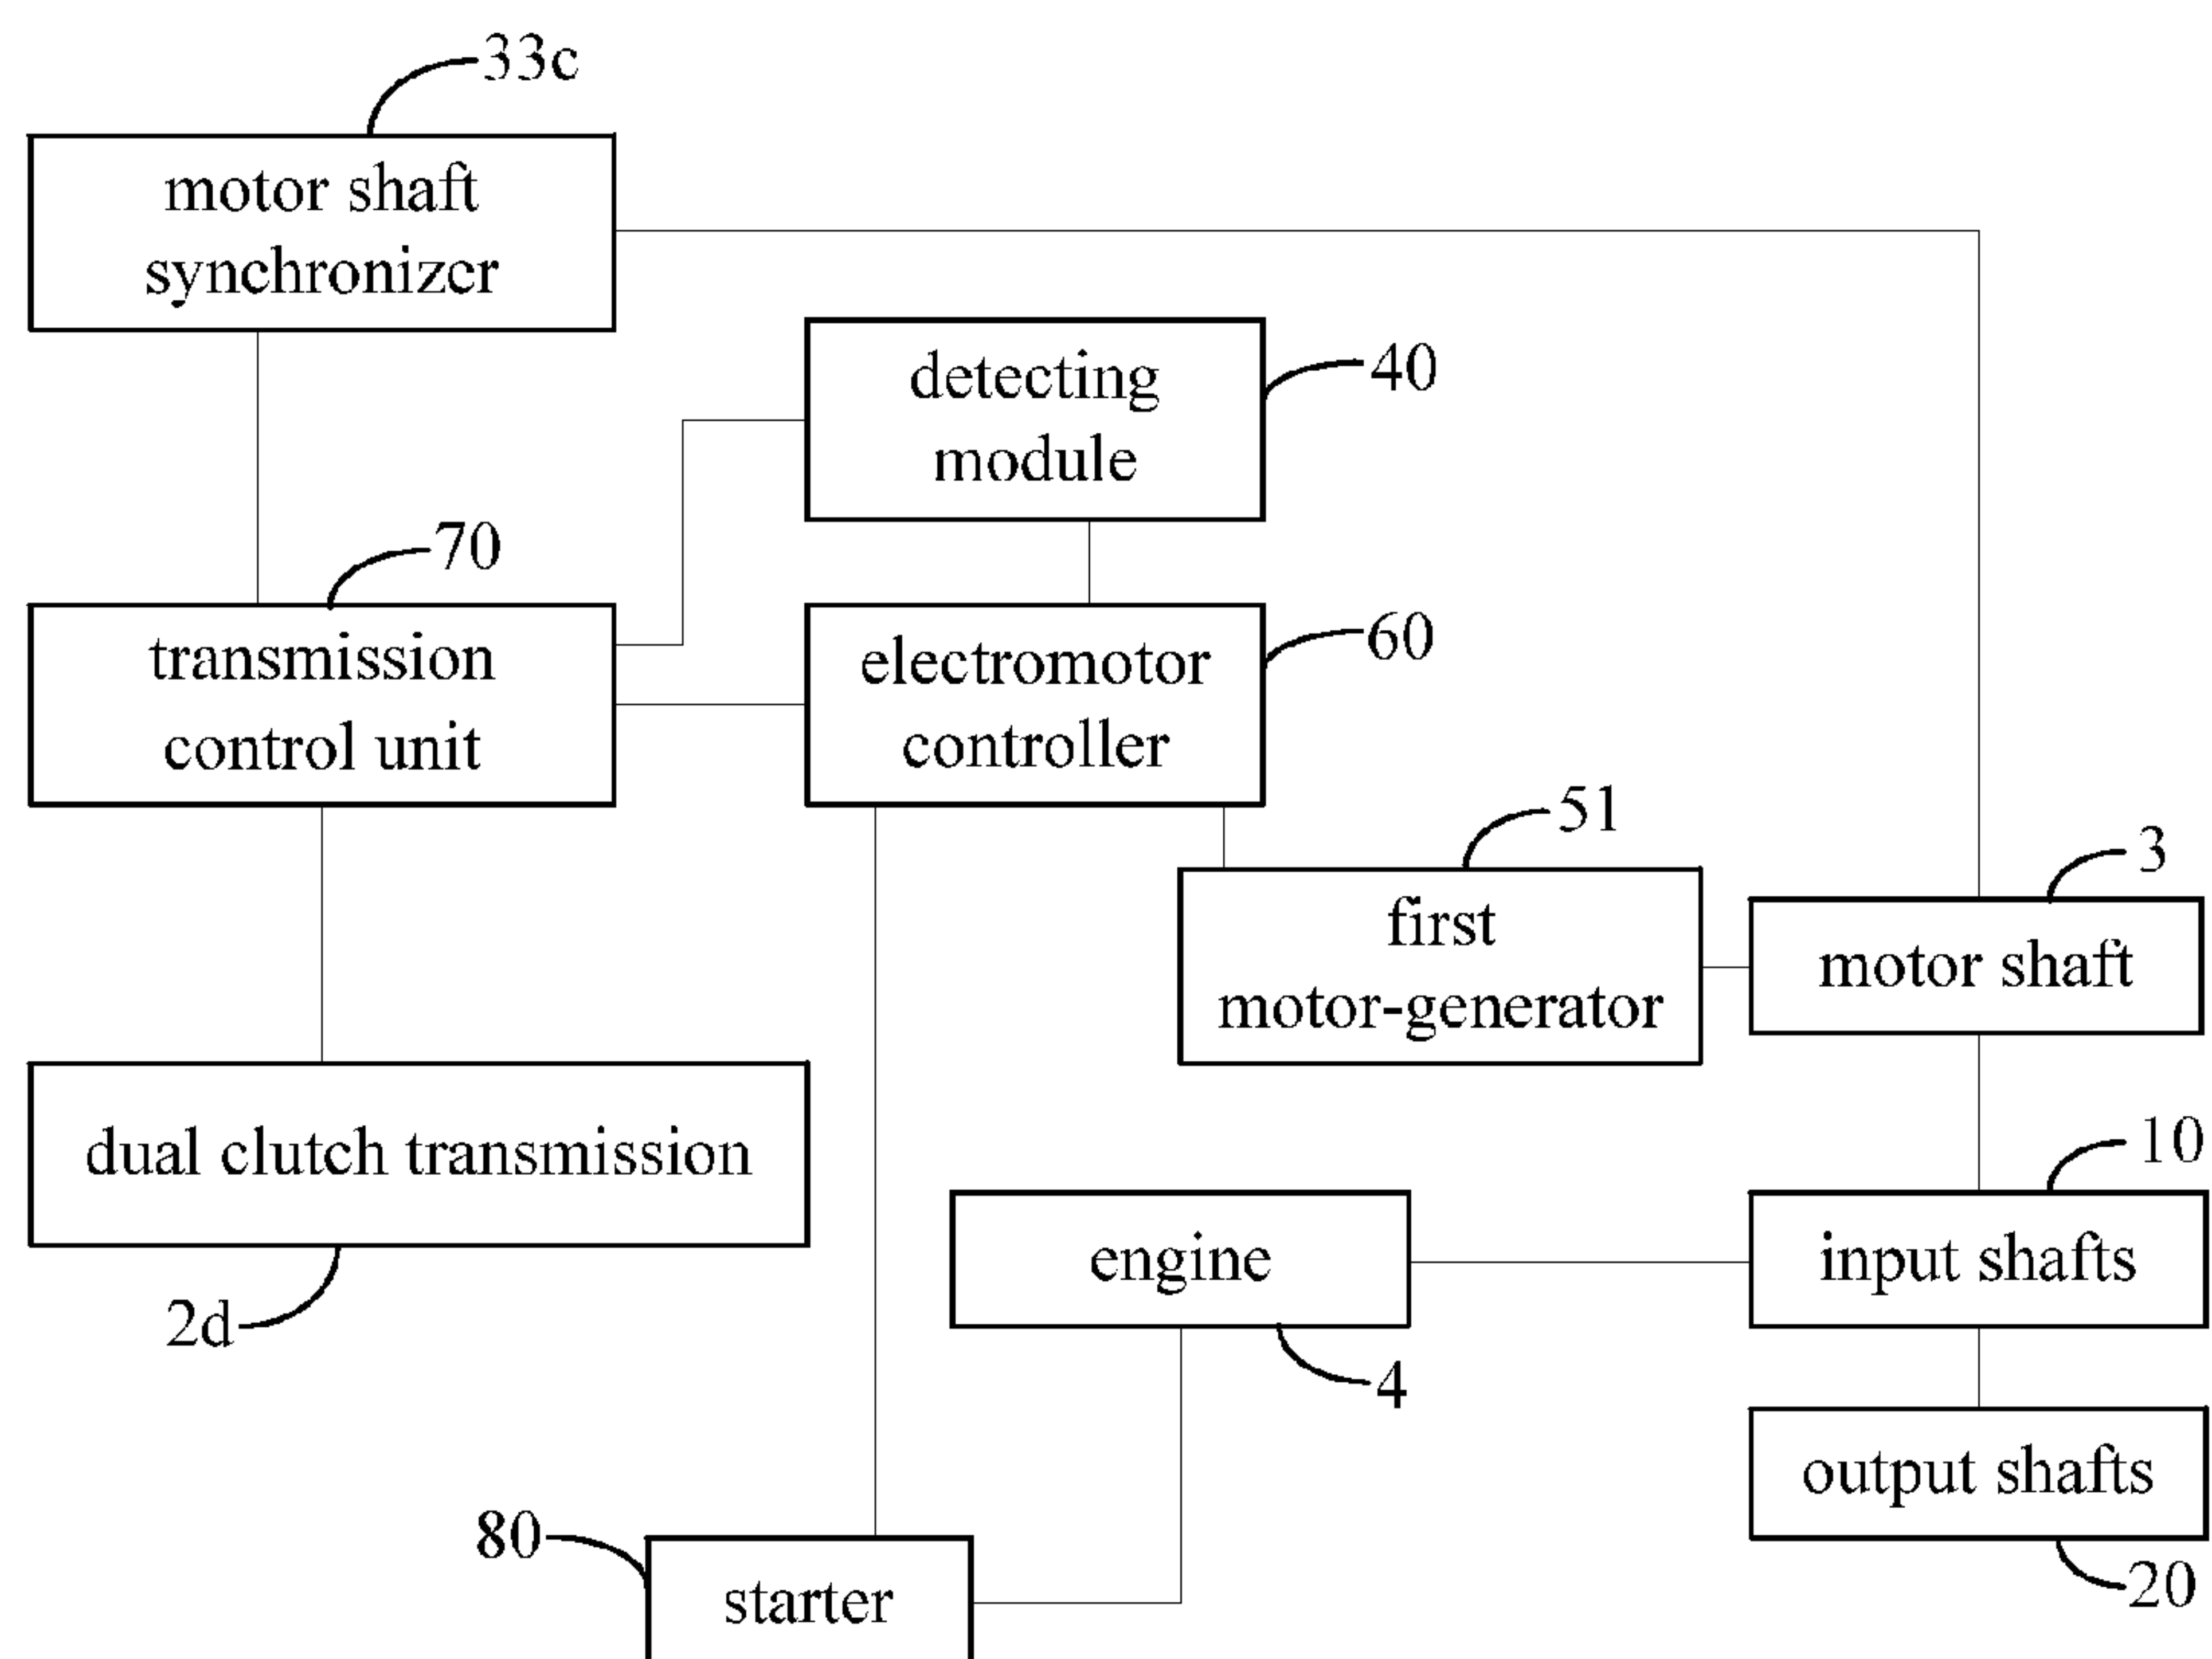 33c
motor shaft
synchronizer
detecting
module
40
70
transmission
control unit
electromotor
controller
60
51
first
motor-generator
3
motor shaft
dual clutch transmission
2d
10
engine
input shafts
4
output shafts
80
starter
20